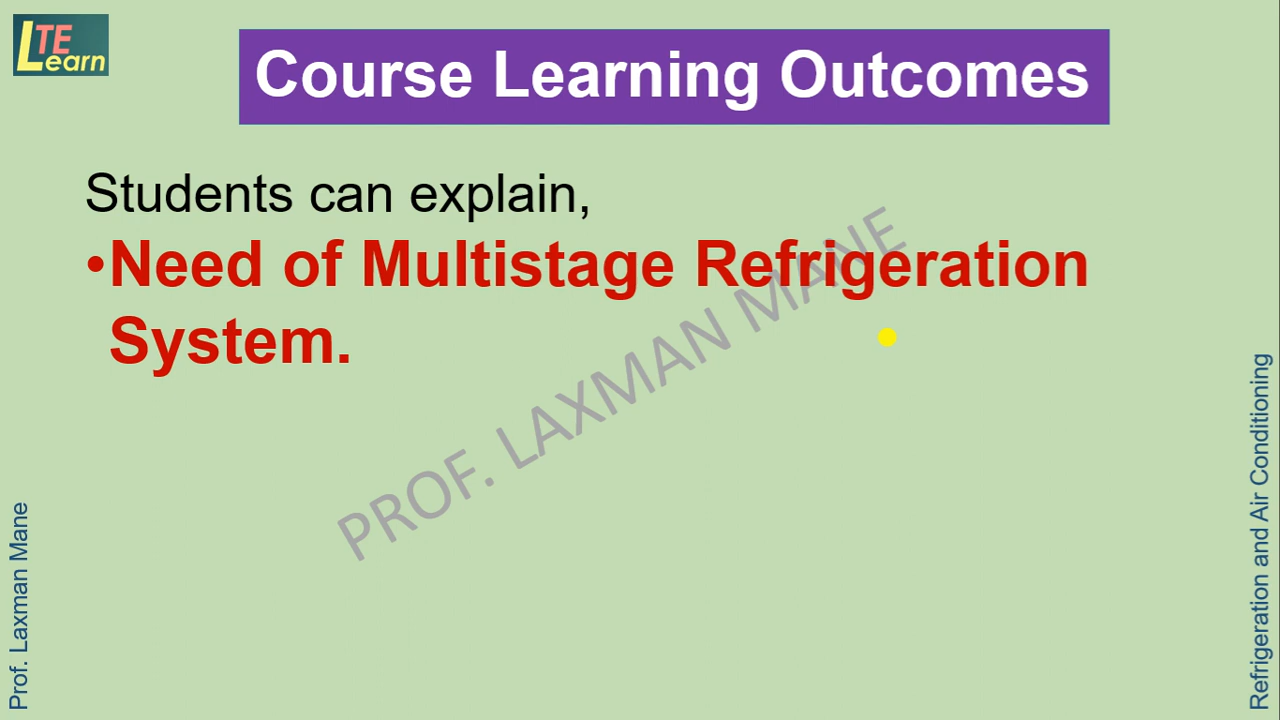 LTE
Learn
Course Learning Outcomes
Students can explain,
•Need of Multistage Refrigeration
System.
PROF. LAXMAN MANE
Prof. Laxman Mane
Refrigeration and Air Conditioning